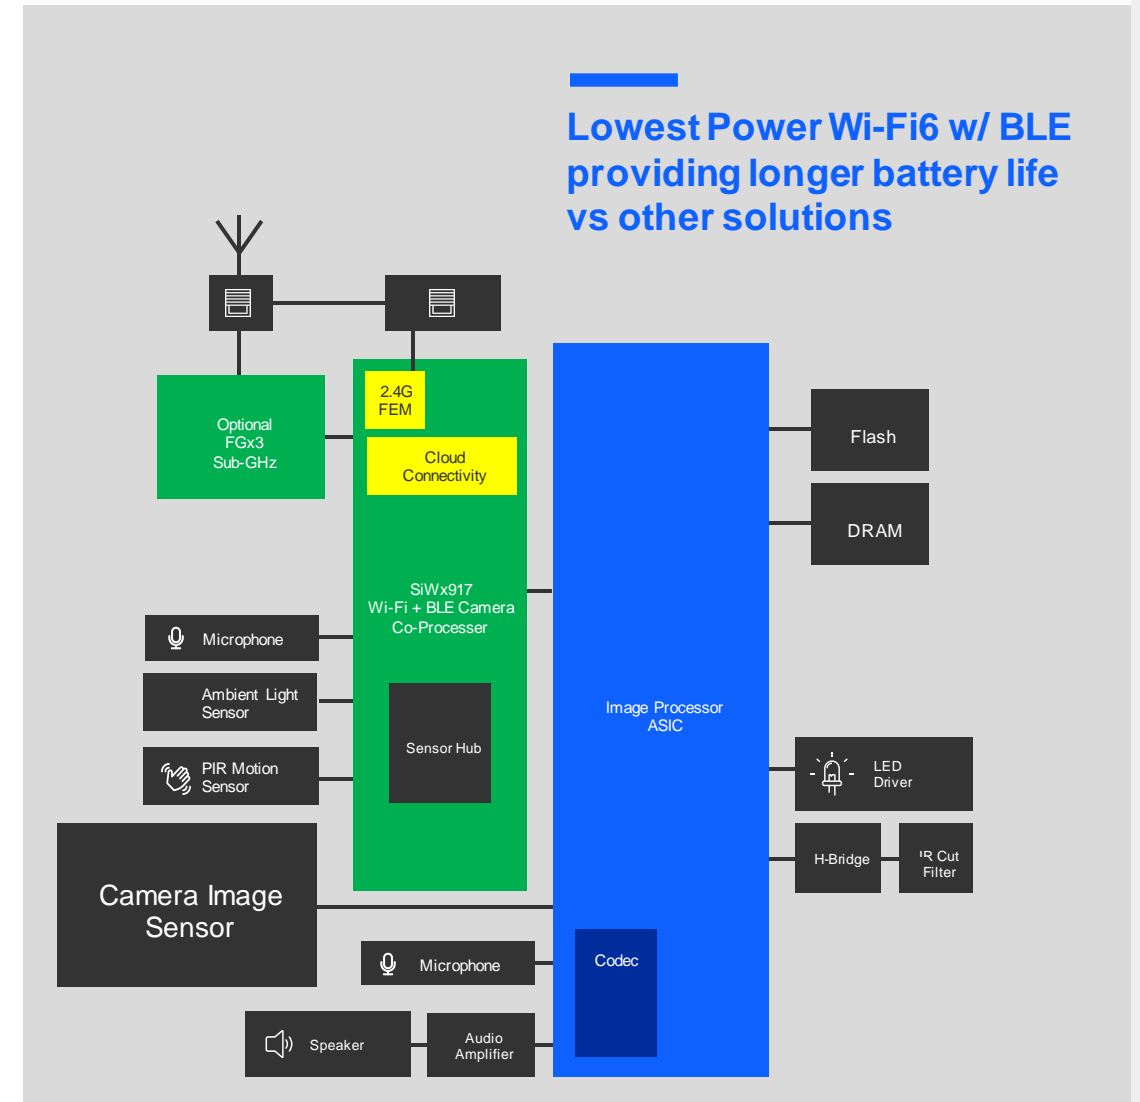 Lowest Power Wi-Fi6 w/ BLE
providing longer battery life
vs other solutions
2.4G
FEM
Optional
FGx3
Sub-GHz
Cloud
Connectivity
Flash
DRAM
SiWx917
Wi-Fi + BLE Camera
Co-Processer
Microphone
Ambient Light
Sensor
Sensor Hub
PIR Motion
Sensor
Image Processor
ASIC
LED
Driver
H-Bridge
IR Cut
Filter
Camera Image
Sensor
Microphone
Codec
Speaker
Audio
Amplifier